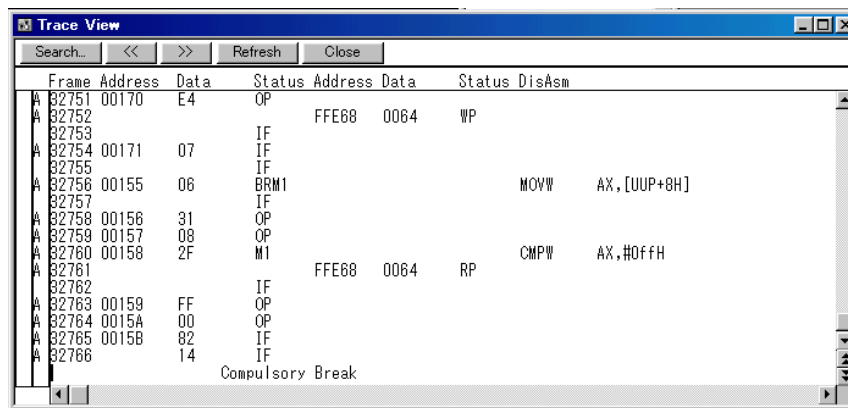 Trace View
Search... << >> Refresh Close
Frame Address Data Status Address Data Status DisAsm
A 32751 00170 E4 OP
A 32752 FFE68 0064 WP
32753 IF
A 32754 00171 07 IF
32755 IF
A 32756 00155 06 BRM1 MOVW AX,[UUP+8H]
32757 IF
A 32758 00156 31 OP
A 32759 00157 08 OP
A 32760 00158 2F M1 CMPW AX,#0ffH
A 32761 FFE68 0064 RP
32762 IF
A 32763 00159 FF OP
A 32764 0015A 00 OP
A 32765 0015B 82 IF
A 32766 14 IF
Compulsory Break